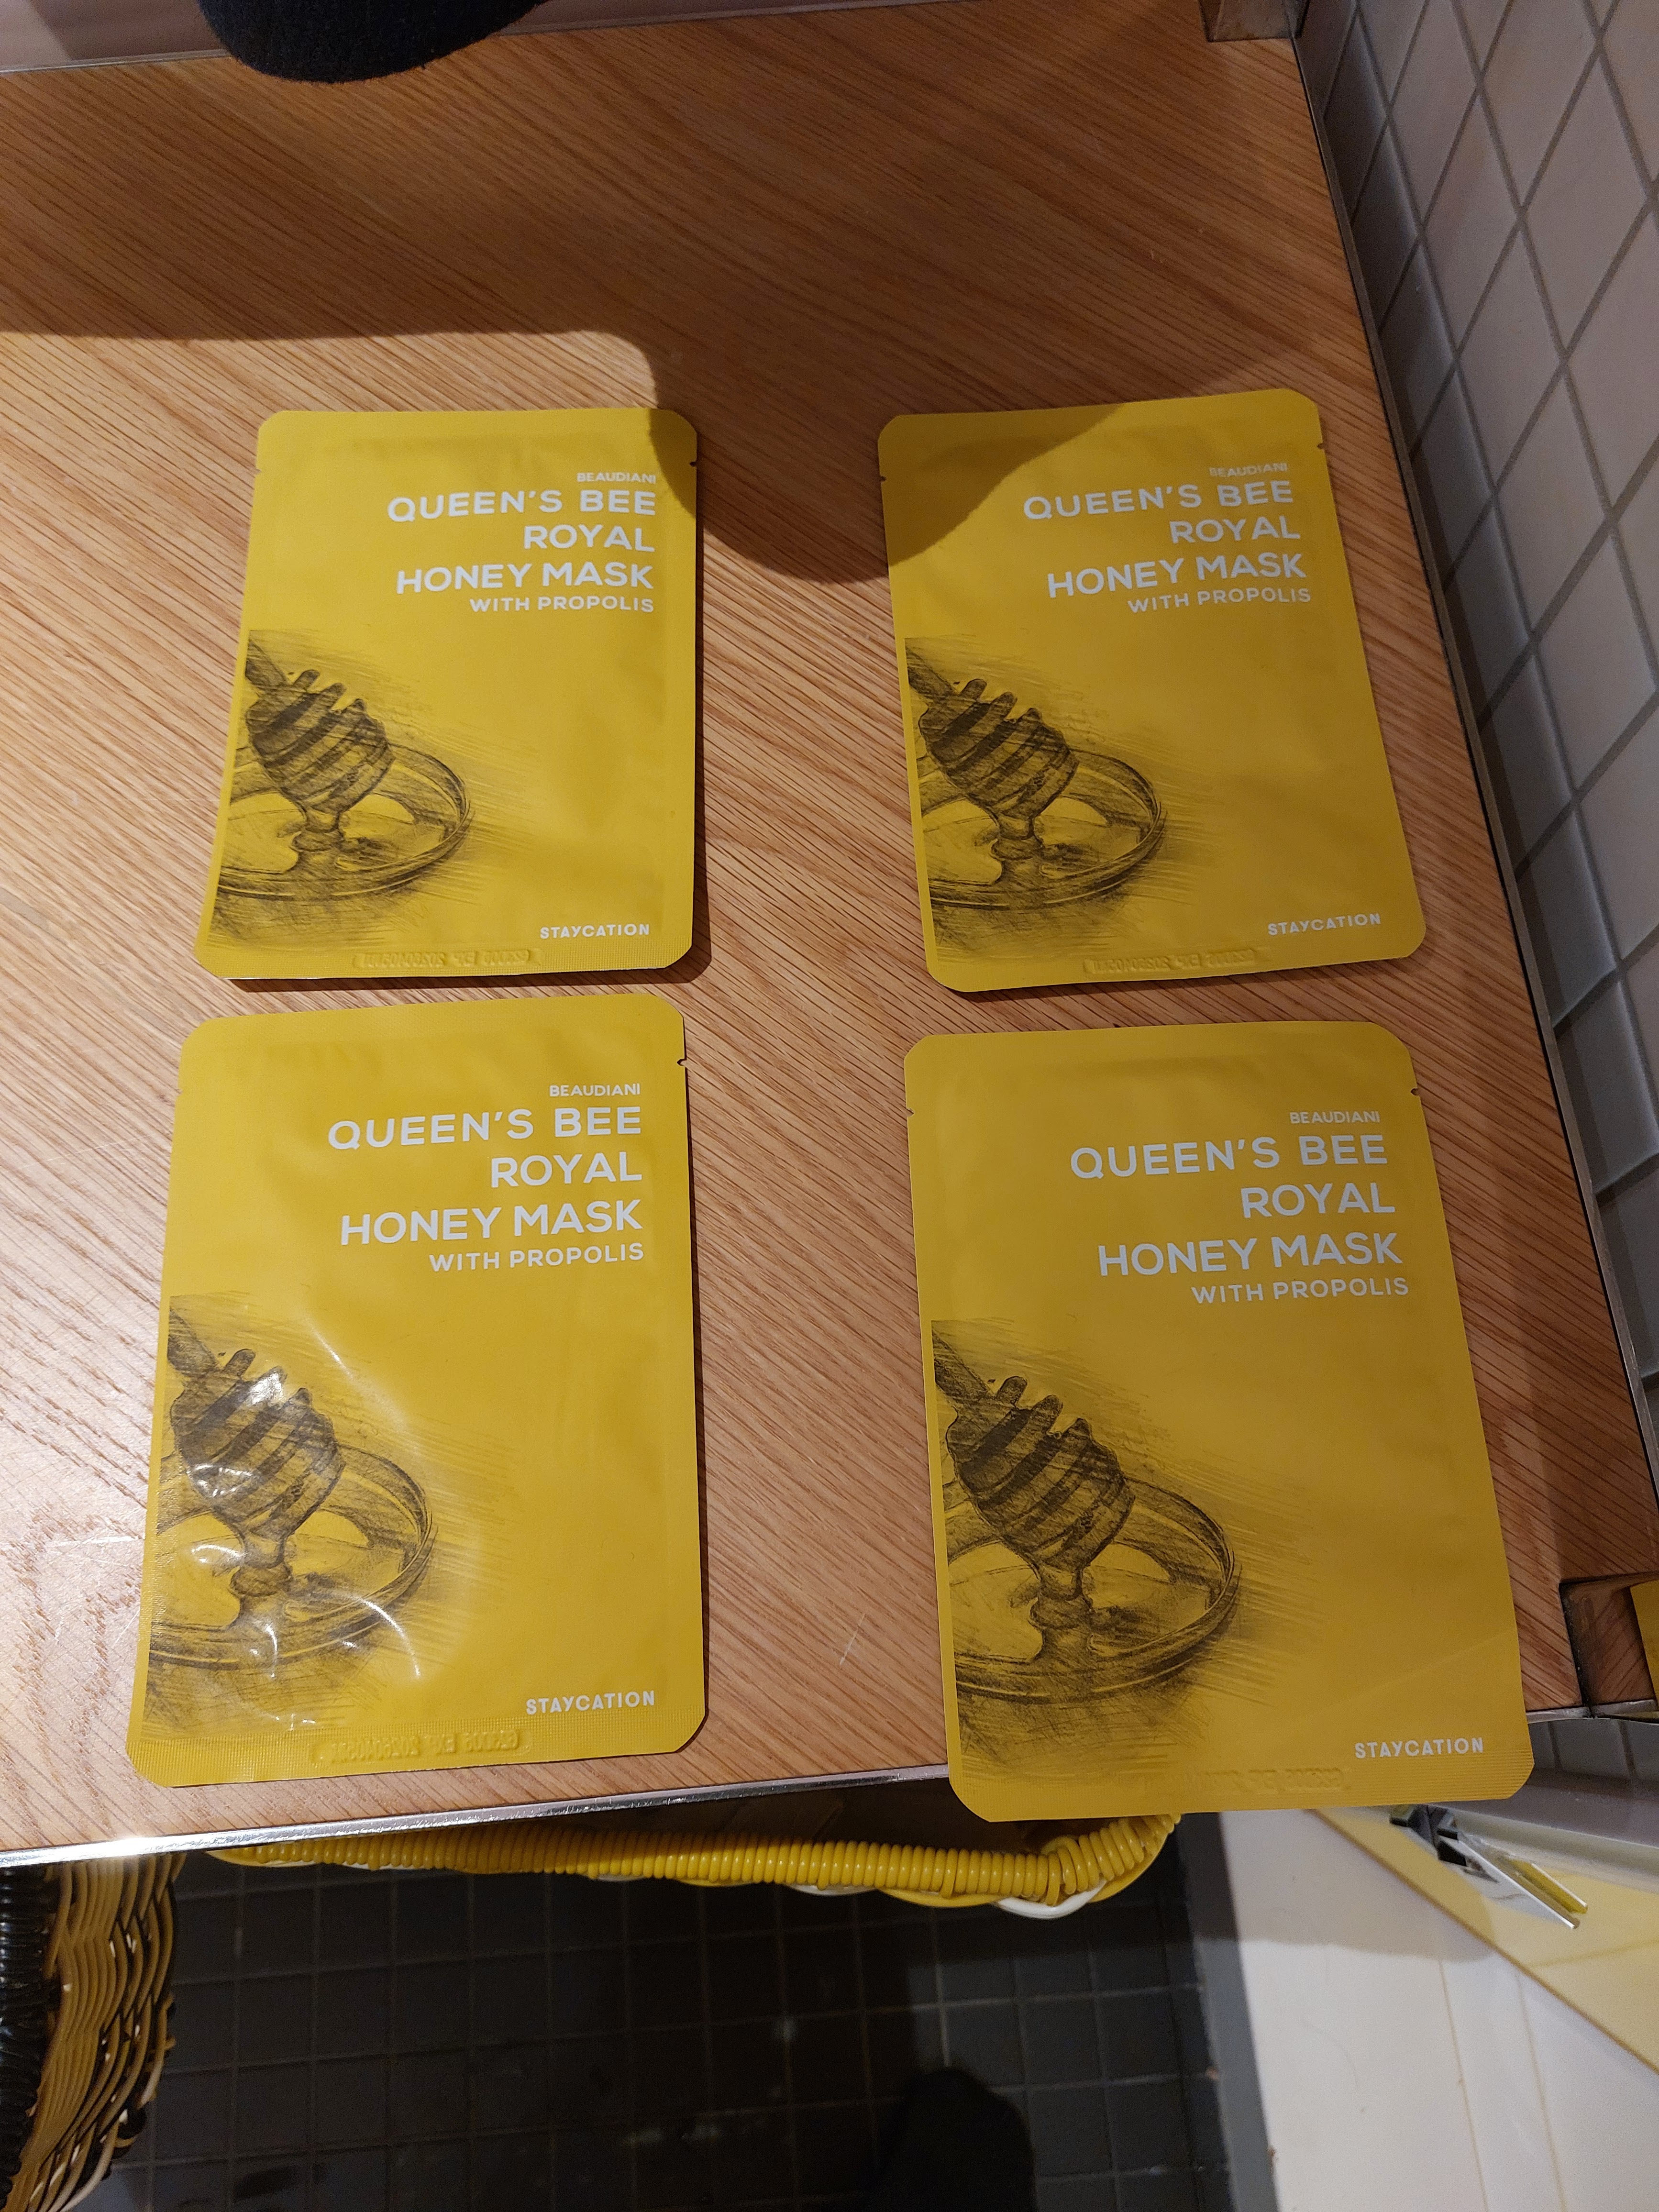 BEAUDIANI
QUEEN'S BEE
ROYAL
HONEY MASK
WITH PROPOLIS
STAYCATION
BEAUDIANI
QUEEN'S BEE
ROYAL
HONEY MASK
WITH PROPOLIS
STAYCATION
BEAUDIANI
QUEEN'S BEE
ROYAL
HONEY MASK
WITH PROPOLIS
STAYCATION
BEAUDIANI
QUEEN'S BEE
ROYAL
HONEY MASK
WITH PROPOLIS
STAYCATION